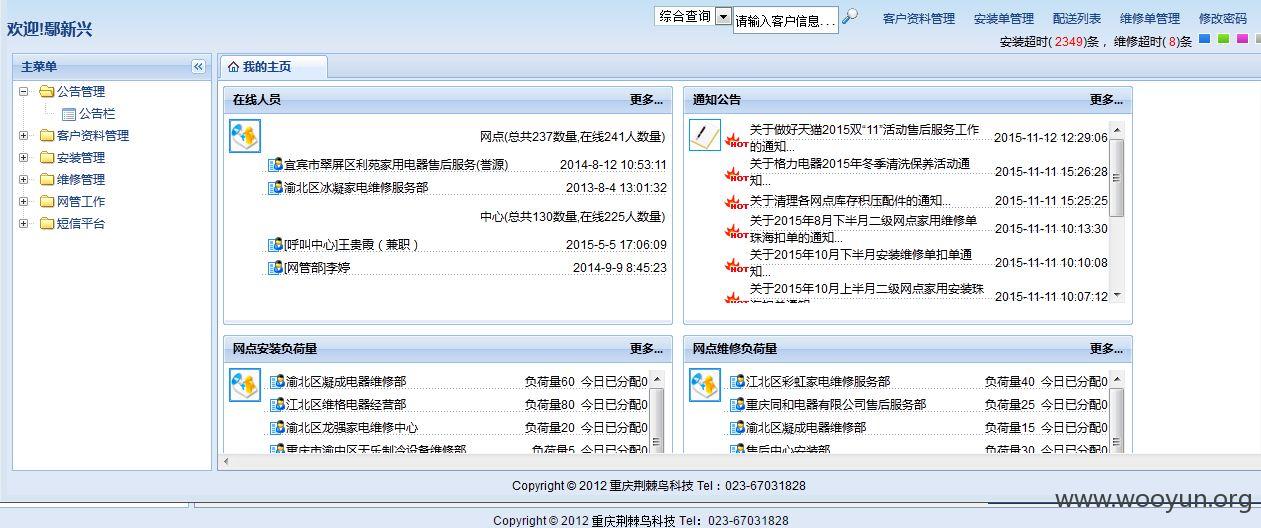 欢迎!鄢新兴
综合查询 请输入客户信息... 客户资料管理 安装单管理 配送列表 维修单管理 修改密码
安装超时( 2349)条， 维修超时( 8)条
主菜单
公告管理
公告栏
客户资料管理
安装管理
维修管理
网管工作
短信平台
我的主页
在线人员 更多...
网点(总共237数量,在线241人数量)
宜宾市翠屏区利苑家用电器售后服务(誉源) 2014-8-12 10:53:11
渝北区冰凝家电维修服务部 2013-8-4 13:01:32
中心(总共130数量,在线225人数量)
[呼叫中心]王贵霞（兼职） 2015-5-5 17:06:09
[网管部]李婷 2014-9-9 8:45:23
通知公告 更多...
HOT 关于做好天猫2015双“11”活动售后服务工作的通... 2015-11-12 12:29:06
HOT 关于格力电器2015年冬季清洗保养活动通知... 2015-11-11 15:26:28
HOT 关于清理各网点库存积压配件的通知... 2015-11-11 15:25:25
HOT 关于2015年8月下半月二级网点家用维修单珠海扣单的通知... 2015-11-11 10:13:30
HOT 关于2015年10月下半月安装维修单扣单通知... 2015-11-11 10:10:08
HOT 关于2015年10月上半月二级网点家用安装珠海扣单通知... 2015-11-11 10:07:12
网点安装负荷量 更多...
渝北区凝成电器维修部 负荷量60 今日已分配0
江北区维格电器经营部 负荷量80 今日已分配0
渝北区龙强家电维修中心 负荷量20 今日已分配0
重庆市渝中区天乐制冷设备维修部 负荷量5 今日已分配0
网点维修负荷量 更多...
江北区彩虹家电维修服务部 负荷量40 今日已分配0
重庆同和电器有限公司售后服务部 负荷量25 今日已分配0
渝北区凝成电器维修部 负荷量15 今日已分配0
售后中心安装部 负荷量30 今日已分配0
Copyright © 2012 重庆荆棘鸟科技 Tel：023-67031828
www.wooyun.org
Copyright © 2012 重庆荆棘鸟科技 Tel：023-67031828